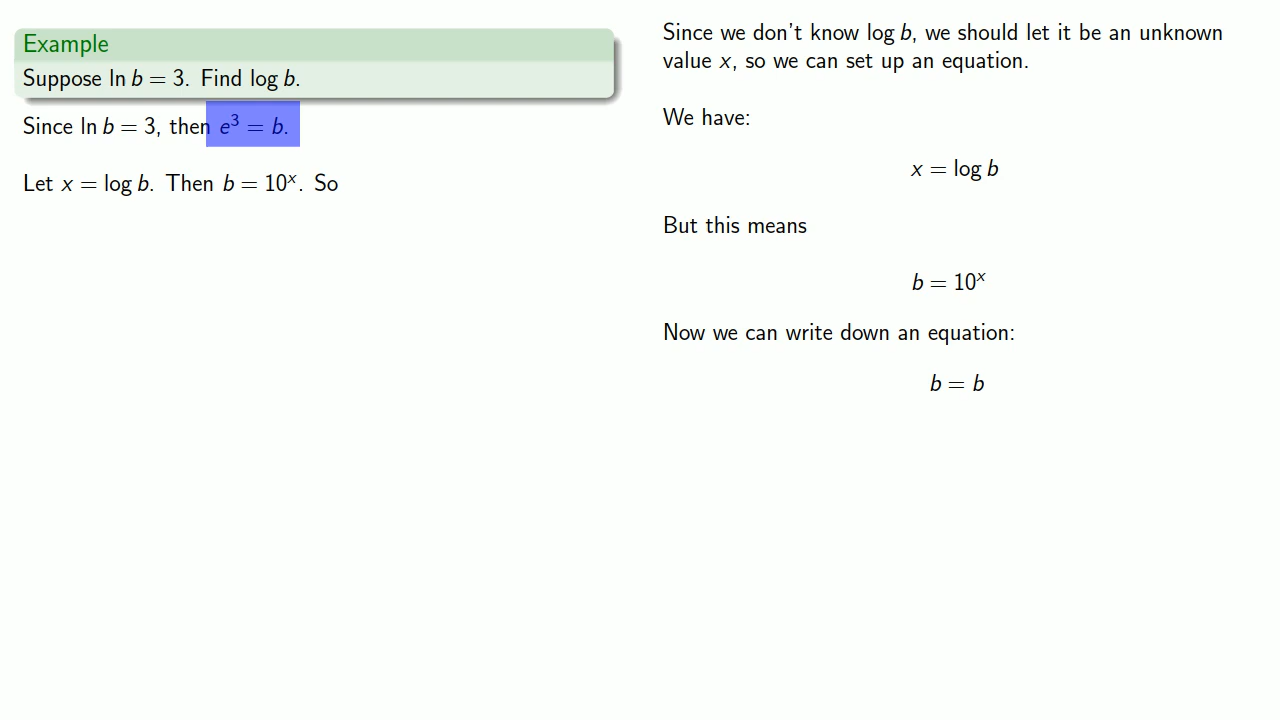 Example
Suppose ln b = 3. Find log b.
Since ln b = 3, then e³ = b.
Let x = log b. Then b = 10ˣ. So
Since we don't know log b, we should let it be an unknown
value x, so we can set up an equation.
We have:
x = log b
But this means
b = 10ˣ
Now we can write down an equation:
b = b